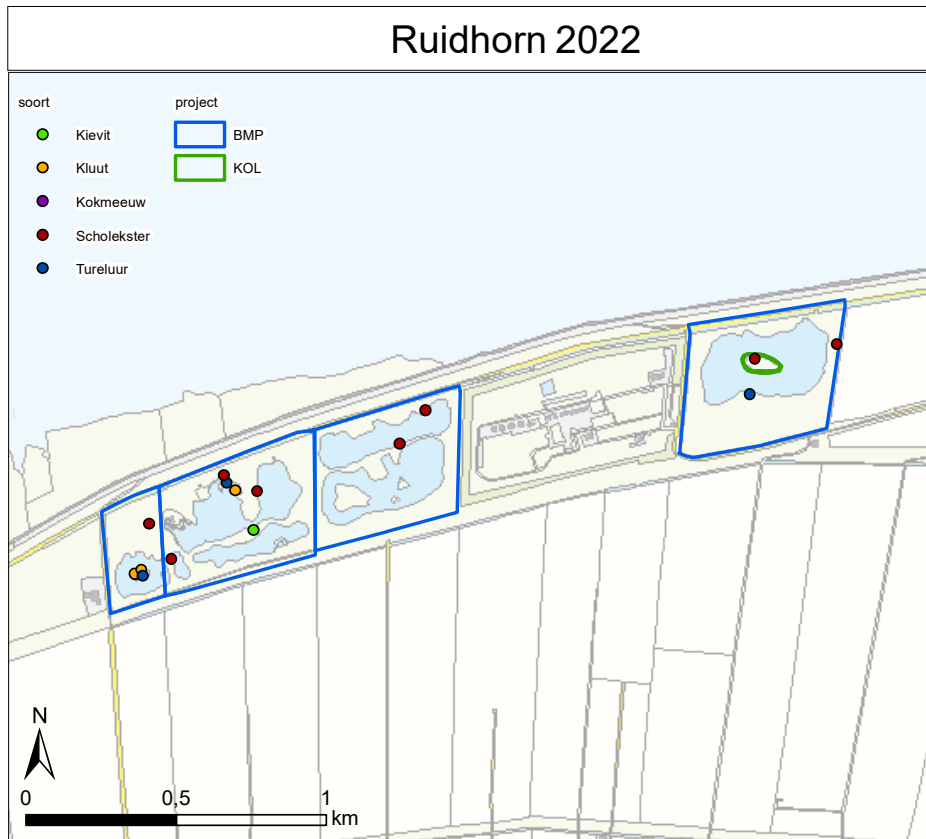 Ruidhorn 2022
soort project
Kievit BMP
Kluut KOL
Kokmeeuw
Scholekster
Tureluur
N
0 0,5 1
km